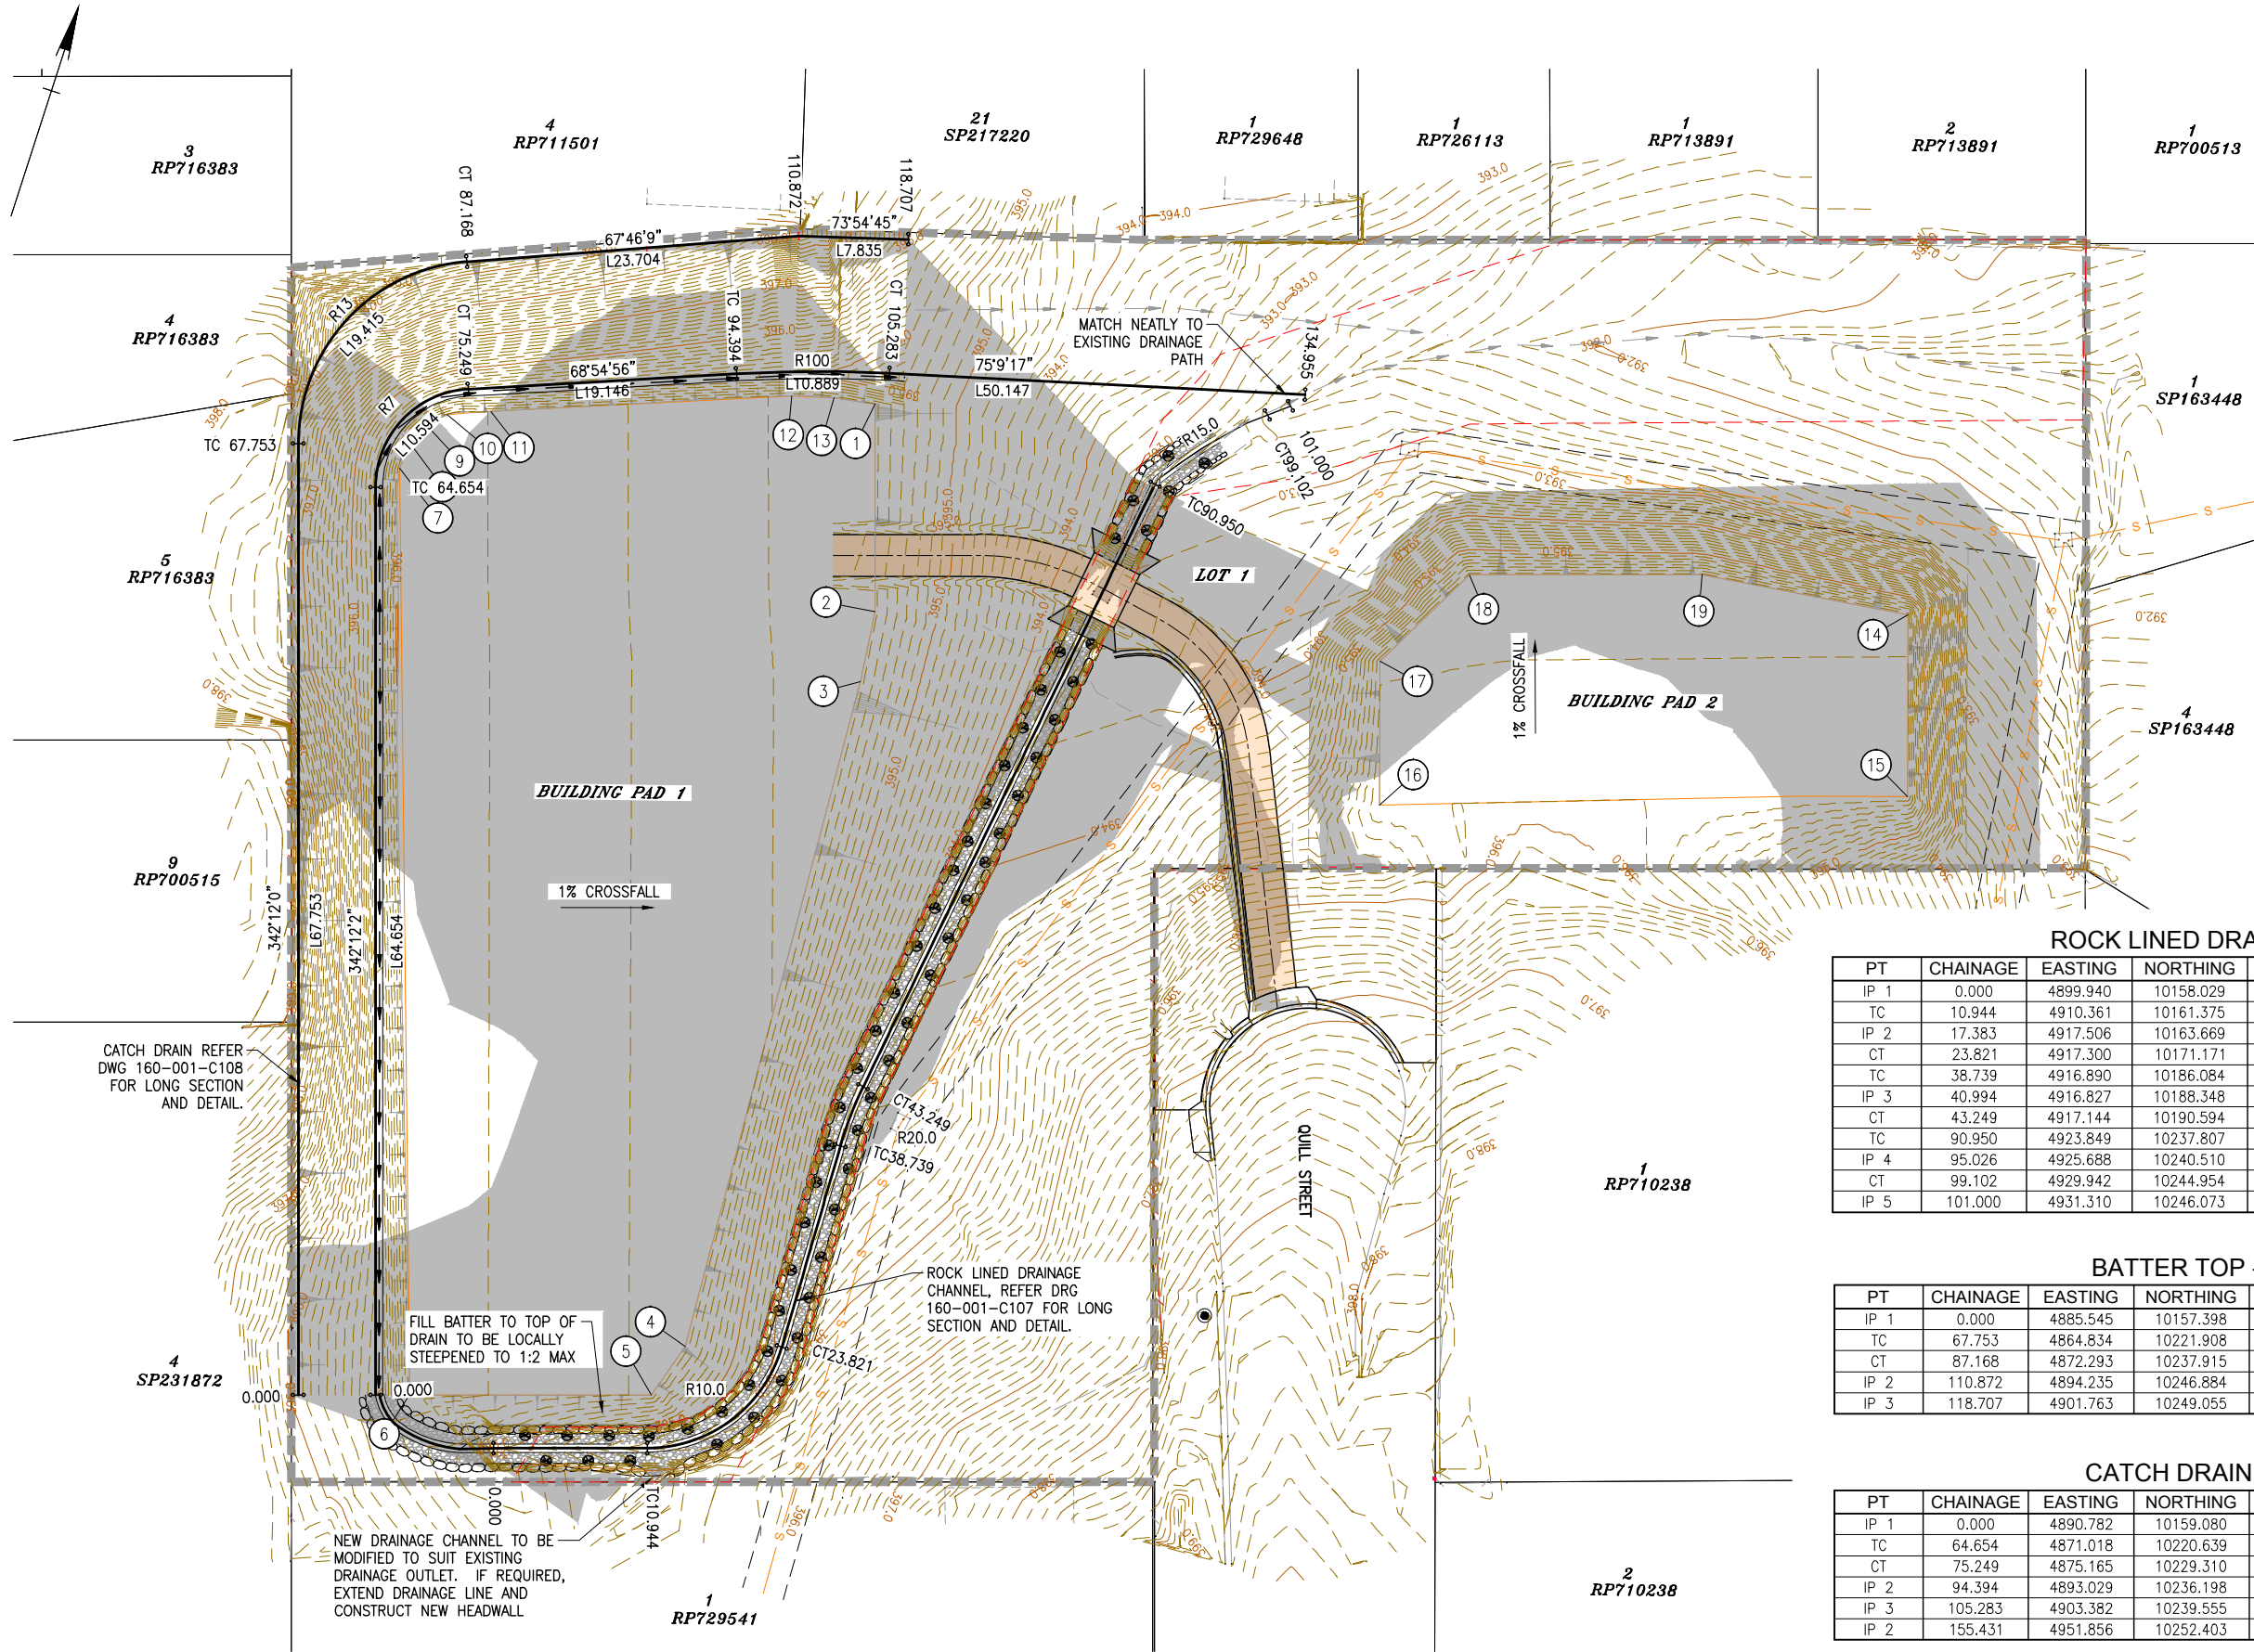 3
RP716383
4
RP711501
21
SP217220
1
RP729648
1
RP726113
1
RP713891
2
RP713891
1
RP700513
4
RP716383
5
RP716383
9
RP700515
4
SP231872
1
SP163448
4
SP163448
1
RP710238
2
RP710238
1
RP729541
CT 87.168
110.872
118.707
67°46'9"
L23.704
73°54'45"
L7.835
R13
L19.415
CT 75.249
TC 94.394
CT 105.283
68°54'56"
L19.146
R100
L10.889
75°9'17"
L50.147
134.955
MATCH NEATLY TO
EXISTING DRAINAGE
PATH
R7
L10.594
TC 67.753
TC 64.654
R15.0
101.000
CT99.102
TC90.950
1
2
3
4
5
6
7
9
10
11
12
13
14
15
16
17
18
19
LOT 1
BUILDING PAD 1
1% CROSSFALL
BUILDING PAD 2
1% CROSSFALL
342°12'0"
L67.753
342°12'2"
L64.654
CATCH DRAIN REFER
DWG 160-001-C108
FOR LONG SECTION
AND DETAIL.
CT43.249
R20.0
TC38.739
QUILL STREET
ROCK LINED DRAINAGE
CHANNEL, REFER DRG
160-001-C107 FOR LONG
SECTION AND DETAIL.
FILL BATTER TO TOP OF
DRAIN TO BE LOCALLY
STEEPENED TO 1:2 MAX
CT23.821
R10.0
0.000
0.000
0.000
TC10.944
NEW DRAINAGE CHANNEL TO BE
MODIFIED TO SUIT EXISTING
DRAINAGE OUTLET. IF REQUIRED,
EXTEND DRAINAGE LINE AND
CONSTRUCT NEW HEADWALL
393.0
394.0
394.0
395.0
397.0
396.0
398.0
392.0
ROCK LINED DRA
PT CHAINAGE EASTING NORTHING
IP 1 0.000 4899.940 10158.029
TC 10.944 4910.361 10161.375
IP 2 17.383 4917.506 10163.669
CT 23.821 4917.300 10171.171
TC 38.739 4916.890 10186.084
IP 3 40.994 4916.827 10188.348
CT 43.249 4917.144 10190.594
TC 90.950 4923.849 10237.807
IP 4 95.026 4925.688 10240.510
CT 99.102 4929.942 10244.954
IP 5 101.000 4931.310 10246.073
BATTER TOP
PT CHAINAGE EASTING NORTHING
IP 1 0.000 4885.545 10157.398
TC 67.753 4864.834 10221.908
CT 87.168 4872.293 10237.915
IP 2 110.872 4894.235 10246.884
IP 3 118.707 4901.763 10249.055
CATCH DRAIN
PT CHAINAGE EASTING NORTHING
IP 1 0.000 4890.782 10159.080
TC 64.654 4871.018 10220.639
CT 75.249 4875.165 10229.310
IP 2 94.394 4893.029 10236.198
IP 3 105.283 4903.382 10239.555
IP 2 155.431 4951.856 10252.403